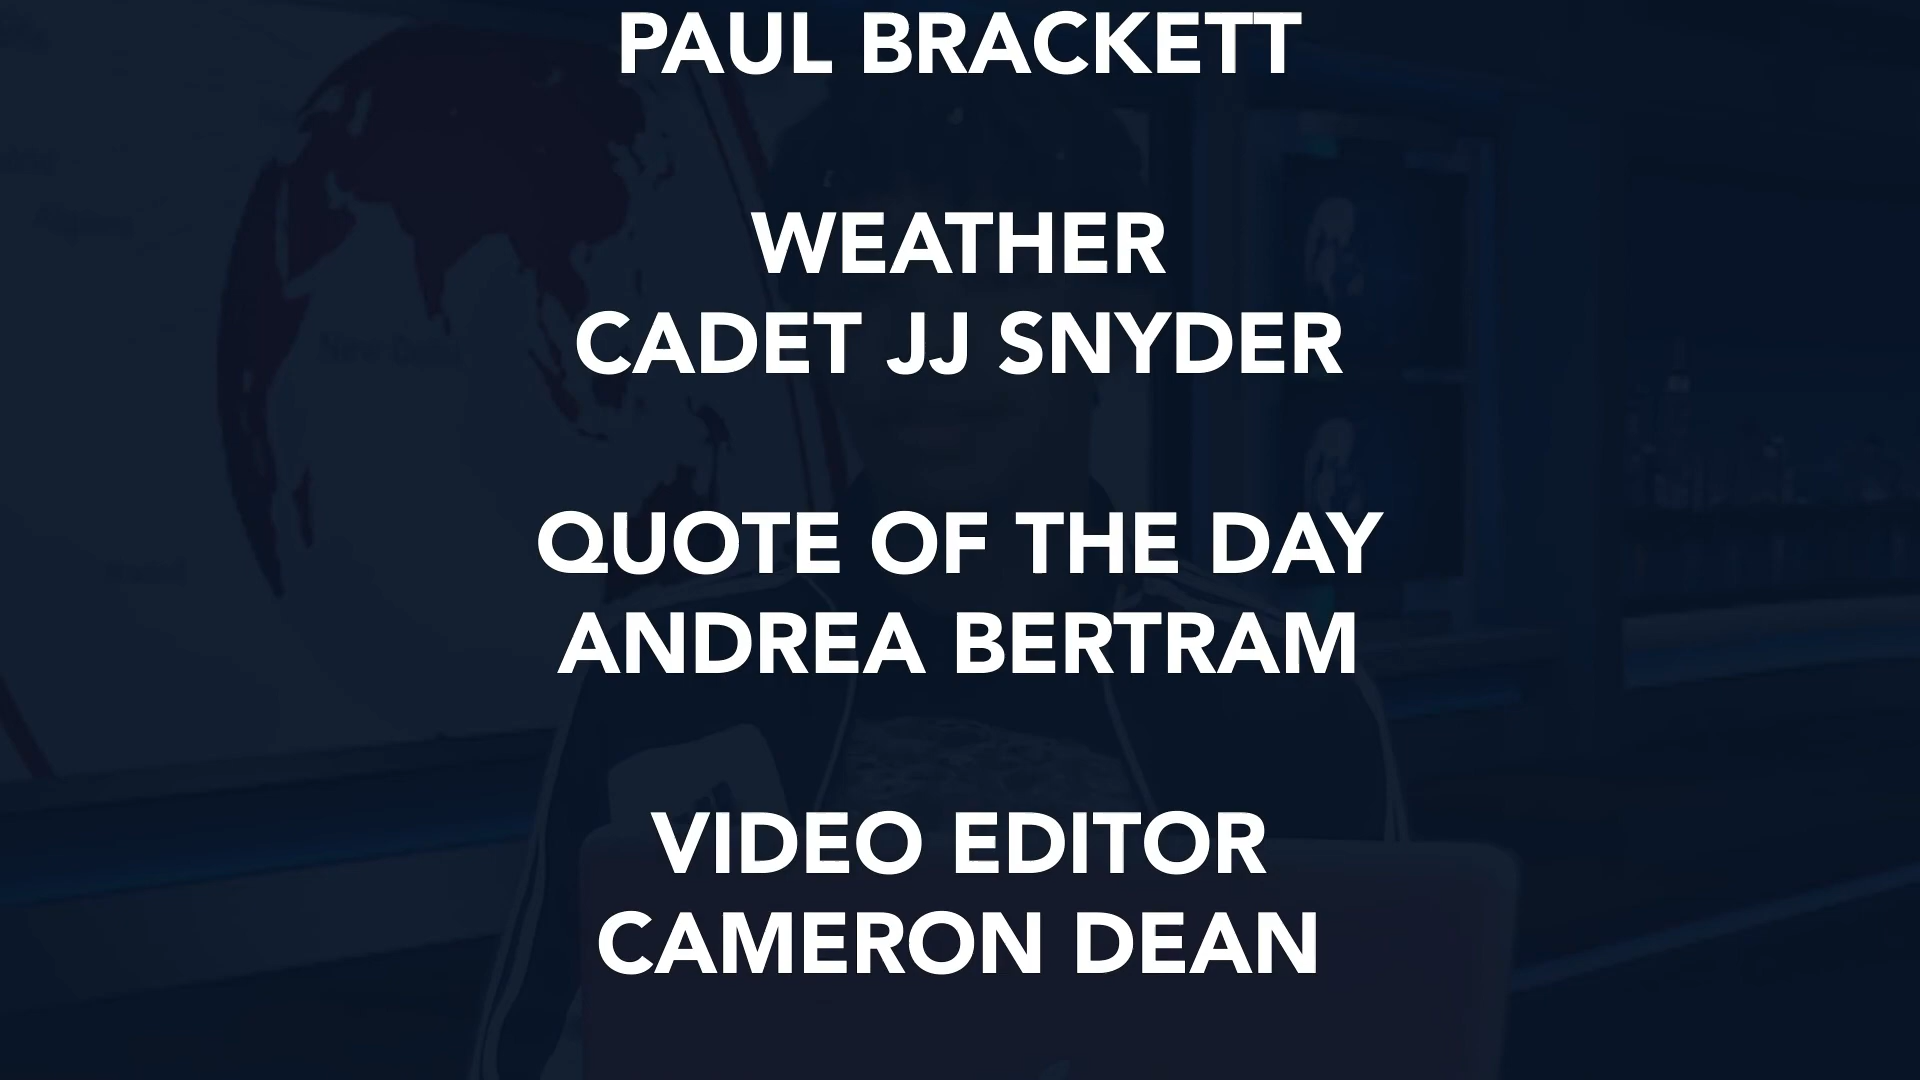 PAUL BRACKETT
WEATHER
CADET JJ SNYDER
QUOTE OF THE DAY
ANDREA BERTRAM
VIDEO EDITOR
CAMERON DEAN